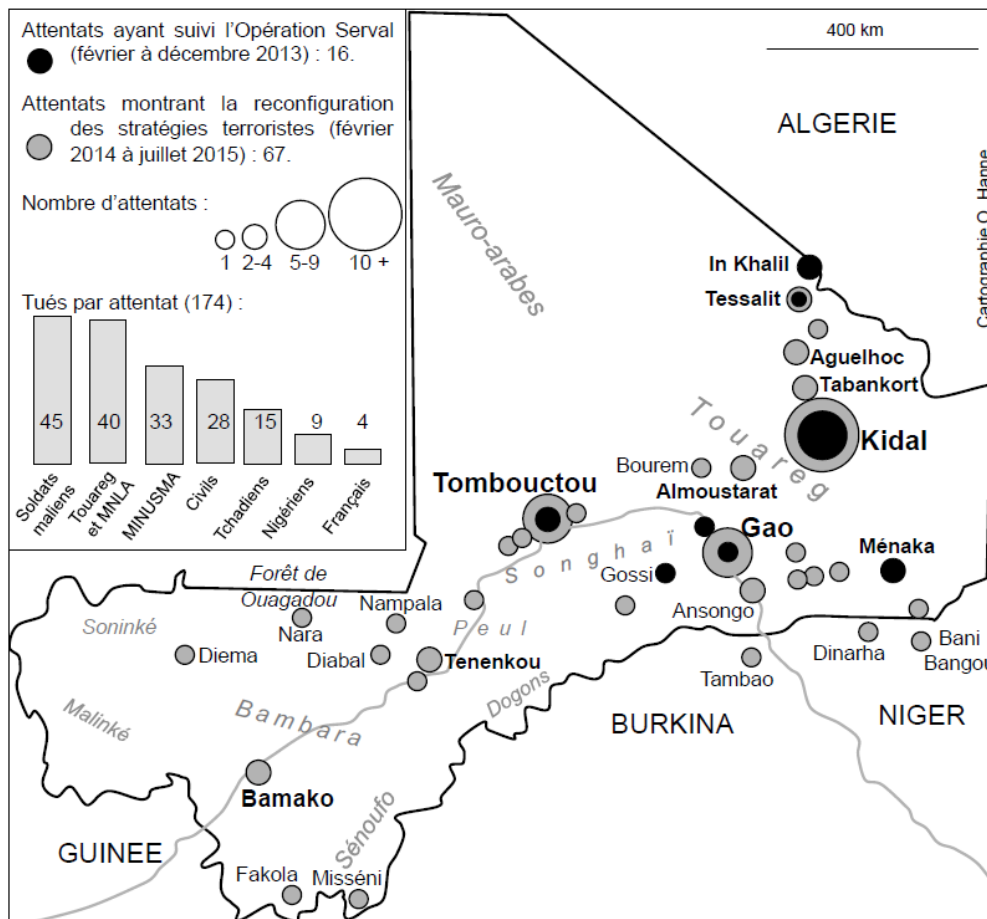 Attentats ayant suivi l'Opération Serval
(février à décembre 2013) : 16.
Attentats montrant la reconfiguration
des stratégies terroristes (février
2014 à juillet 2015) : 67.
Nombre d'attentats :
1 2-4 5-9 10 +
Tués par attentat (174) :
45 40 33 28 15 9 4
Soldats
maliens
Touareg
et MNLA
MINUSMA
Civils
Tchadiens
Nigériens
Français
400 km
ALGERIE
Cartographie O. Hanne
Mauro-arabes
In Khalil
Tessalit
Aguelhoc
Tabankort
Kidal
Touareg
Bourem
Almoustarat
Tombouctou
Gao
Songhaï
Gossi
Ménaka
Ansongo
Forêt de
Ouagadou
Nampala
Nara
Soninké
Peul
Diema
Diabal
Tenenkou
Dinarha
Bani
Bangou
Tambao
Dogons
Malinké
Bambara
BURKINA
NIGER
Bamako
Sénoufo
GUINEE
Fakola
Misséni